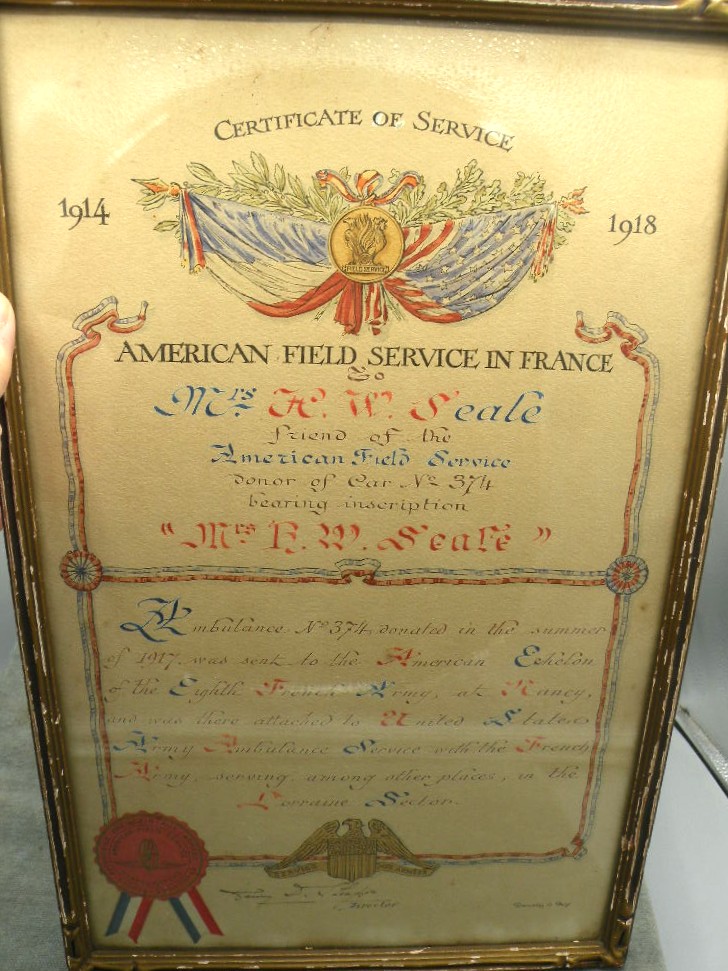 CERTIFICATE OF SERVICE
1914
1918
FIELD SERVICE
AMERICAN FIELD SERVICE IN FRANCE
To
Mrs H. W. Seale
friend of the
American Field Service
donor of Car No 374
bearing inscription
"Mrs H. W. Seale"
Ambulance No 374, donated in the summer
of 1917, was sent to the American Echelon
of the Eighth French Army, at Nancy,
and was there attached to United States
Army Ambulance Service with the French
Army, serving, among other places, in the
Lorraine Sector.
Director